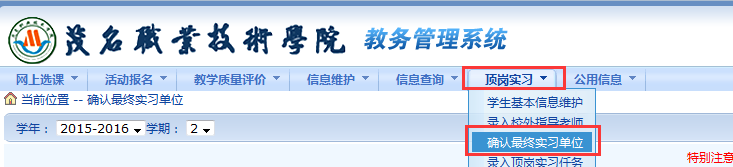 茂名職業技術學院 教务管理系统
网上选课 活动报名 教学质量评价 信息维护 信息查询 顶岗实习 公用信息
当前位置 -- 确认最终实习单位
学生基本信息维护
录入校外指导老师
学年： 2015-2016 学期： 2
确认最终实习单位
录入顶岗实习任务
特别注意